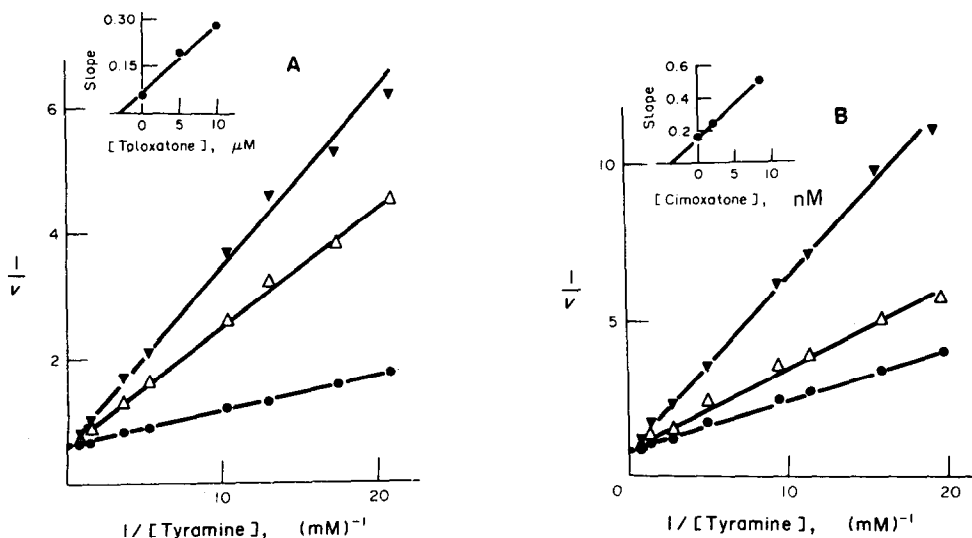 0.30
0.15
Slope
0
5
10
[Toloxatone], μM
A
6
4
2
1
v
10
20
1/[Tyramine], (mM)⁻¹
0.6
0.4
0.2
Slope
0
5
10
[Cimoxatone], nM
B
10
5
1
v
0
10
20
1/[Tyramine], (mM)⁻¹